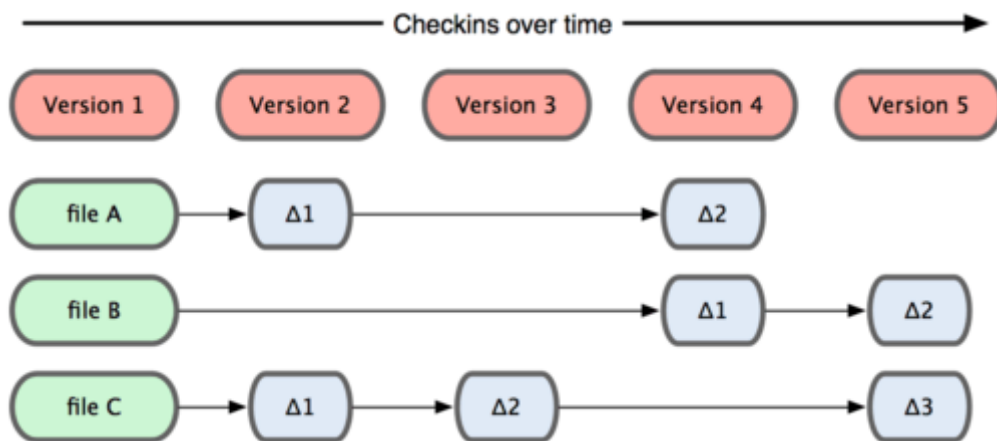 Checkins over time
Version 1 Version 2 Version 3 Version 4 Version 5
file A Δ1 Δ2
file B Δ1 Δ2
file C Δ1 Δ2 Δ3